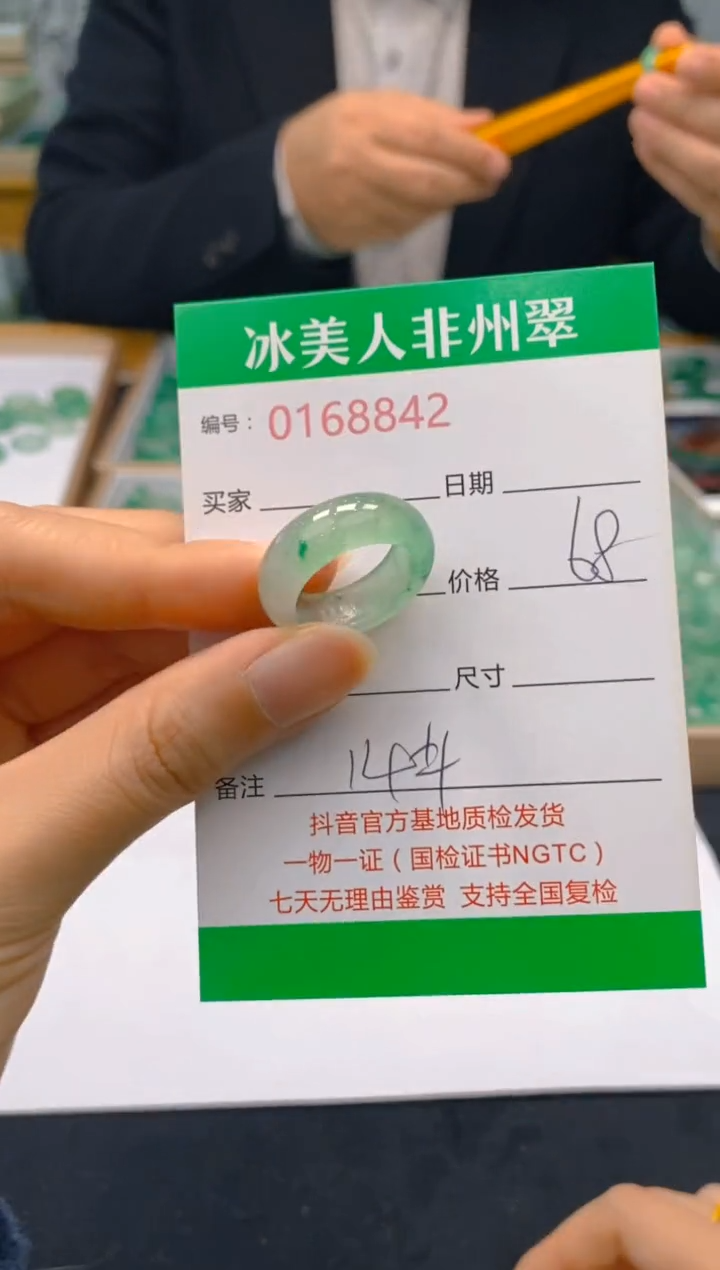 冰美人非州翠
编号：0168842
买家 日期
价格 68
尺寸
备注 14
抖音官方基地质检发货
一物一证（国检证书NGTC）
七天无理由鉴赏 支持全国复检